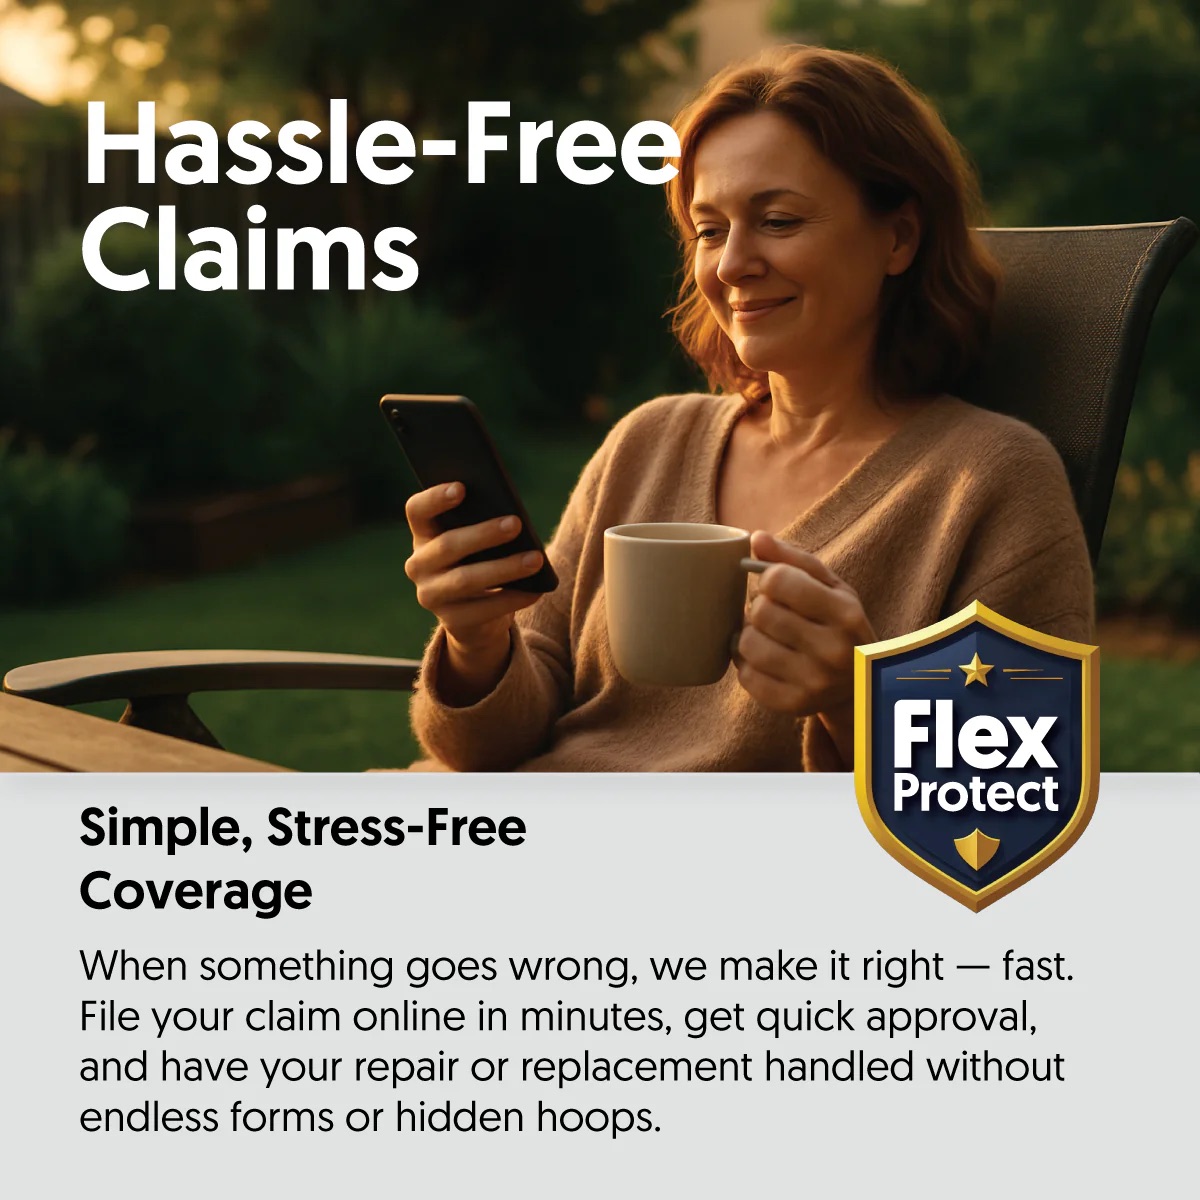 Hassle-Free
Claims
Flex
Protect
Simple, Stress-Free
Coverage
When something goes wrong, we make it right — fast.
File your claim online in minutes, get quick approval,
and have your repair or replacement handled without
endless forms or hidden hoops.